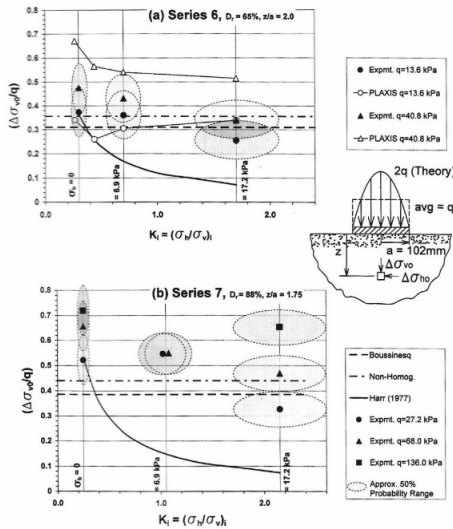 (a) Series 6, Dr = 65%, z/a = 2.0
0.8
0.7
0.6
0.5
0.4
0.3
0.2
0.1
0
(Δσv0/q)
0.0
1.0
2.0
σh = 0
= 6.9 kPa
= 17.2 kPa
Ki = (σh/σv)i
Expmt. q=13.6 kPa
PLAXIS q=13.6 kPa
Expmt. q=40.8 kPa
PLAXIS q=40.8 kPa
2q (Theory)
avg = q
z
a = 102mm
Δσvo
Δσho
(b) Series 7, Dr = 88%, z/a = 1.75
0.8
0.7
0.6
0.5
0.4
0.3
0.2
0.1
0
(Δσv0/q)
0.0
1.0
2.0
σh = 0
= 6.9 kPa
= 17.2 kPa
Ki = (σh/σv)i
Boussinesq
Non-Homog.
Harr (1977)
Expmt. q=27.2 kPa
Expmt. q=68.0 kPa
Expmt. q=136.0 kPa
Approx. 50%
Probability Range